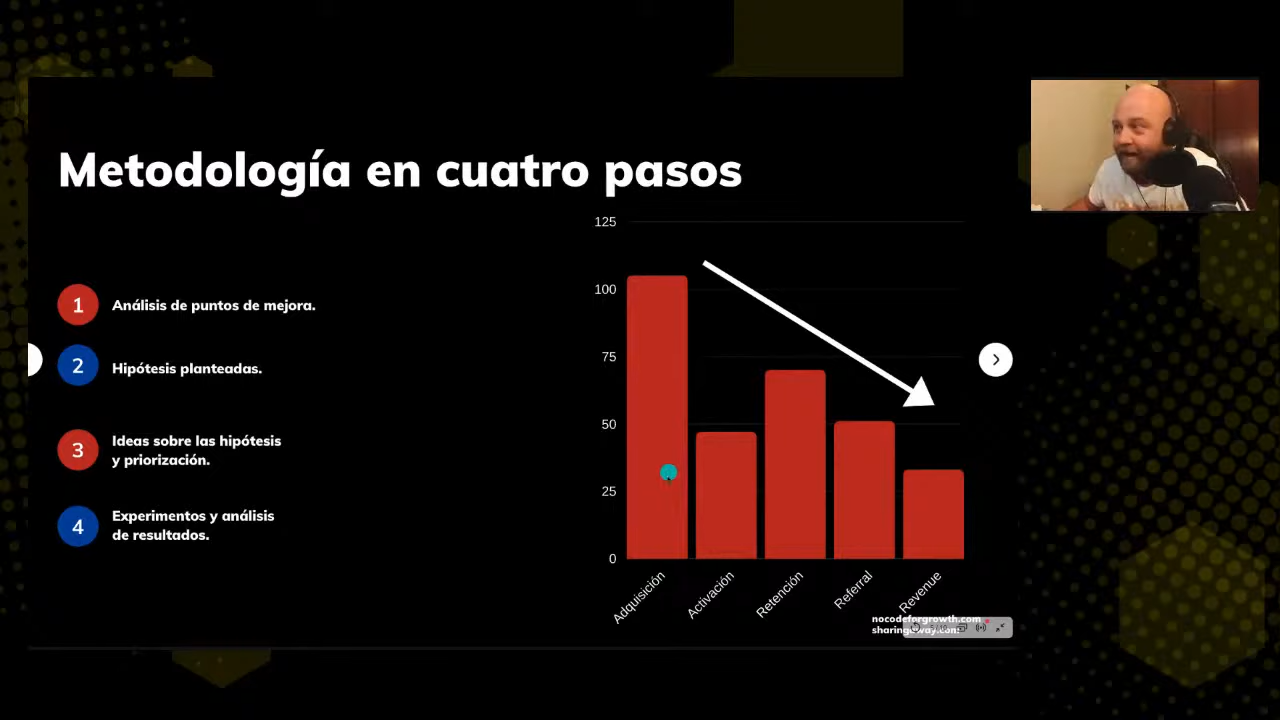 Metodología en cuatro pasos
1 Análisis de puntos de mejora.
2 Hipótesis planteadas.
3 Ideas sobre las hipótesis
y priorización.
4 Experimentos y análisis
de resultados.
125
100
75
50
25
0
Adquisición
Activación
Retención
Referral
Revenue
nocodeforgrowth.com